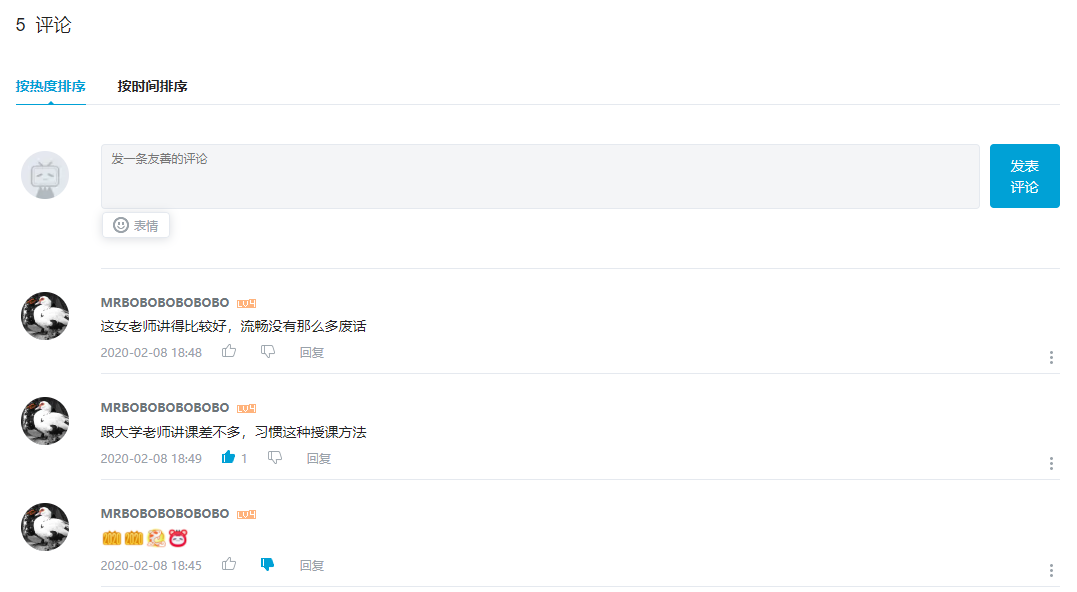 5 评论
按热度排序 按时间排序
发一条友善的评论
发表
评论
表情
MRBOBOBOBOBOBO LV4
这女老师讲得比较好，流畅没有那么多废话
2020-02-08 18:48 回复
MRBOBOBOBOBOBO LV4
跟大学老师讲课差不多，习惯这种授课方法
2020-02-08 18:49 1 回复
MRBOBOBOBOBOBO LV4
2020 2020
2020-02-08 18:45 回复